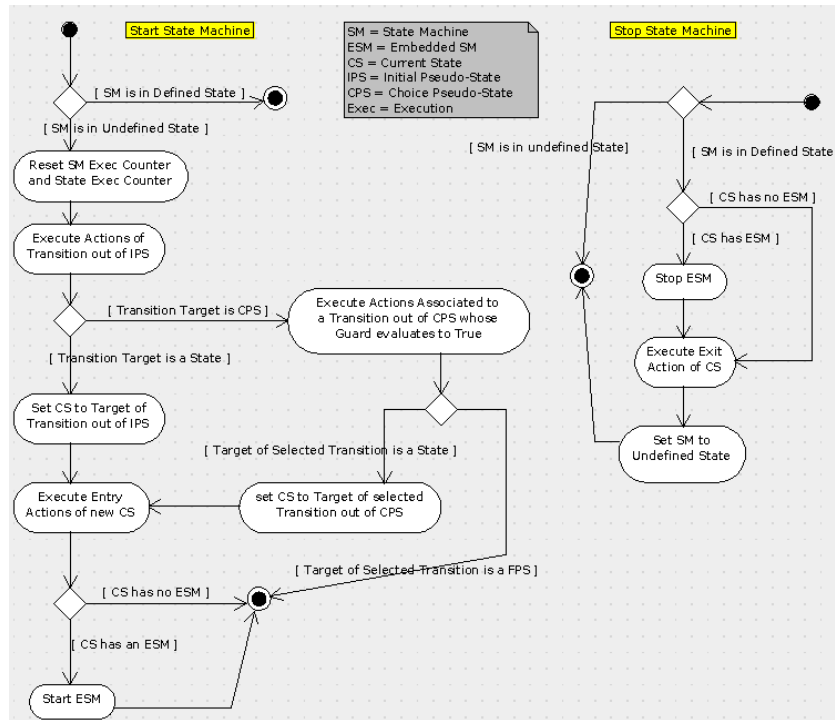 Start State Machine
SM = State Machine
ESM = Embedded SM
CS = Current State
IPS = Initial Pseudo-State
CPS = Choice Pseudo-State
Exec = Execution
Stop State Machine
[ SM is in Defined State ]
[ SM is in Undefined State ]
Reset SM Exec Counter
and State Exec Counter
Execute Actions of
Transition out of IPS
[ Transition Target is CPS ]
Execute Actions Associated to
a Transition out of CPS whose
Guard evaluates to True
[ Transition Target is a State ]
Set CS to Target of
Transition out of IPS
[ Target of Selected Transition is a State ]
Execute Entry
Actions of new CS
set CS to Target of selected
Transition out of CPS
[ Target of Selected Transition is a FPS ]
[ CS has no ESM ]
[ CS has an ESM ]
Start ESM
[ SM is in undefined State]
[ SM is in Defined State
[ CS has no ESM ]
[ CS has ESM ]
Stop ESM
Execute Exit
Action of CS
Set SM to
Undefined State